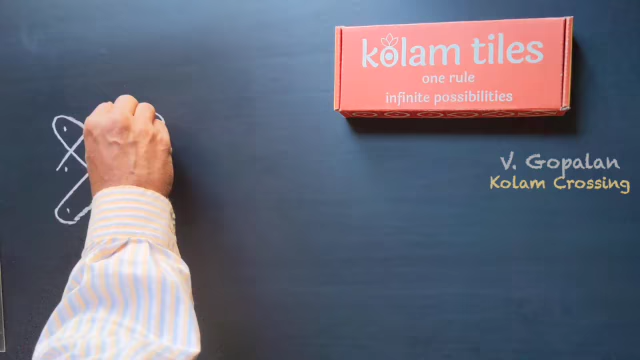 kolam tiles
one rule
infinite possibilities
V. Gopalan
Kolam Crossing